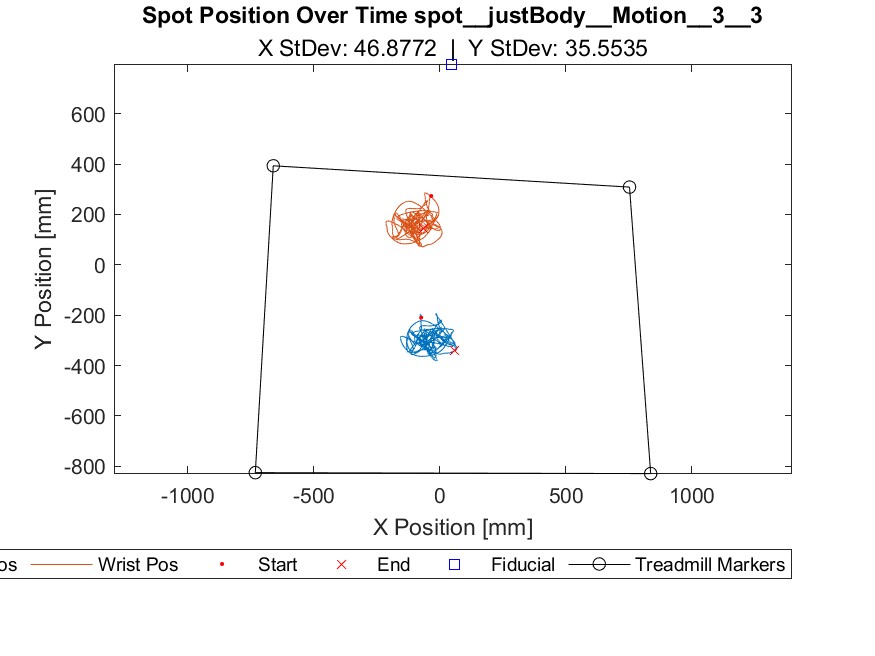 Spot Position Over Time spot__justBody__Motion__3__3
X StDev: 46.8772 | Y StDev: 35.5535
600
400
200
0
-200
-400
-600
-800
Y Position [mm]
-1000 -500 0 500 1000
X Position [mm]
os Wrist Pos Start End Fiducial Treadmill Markers